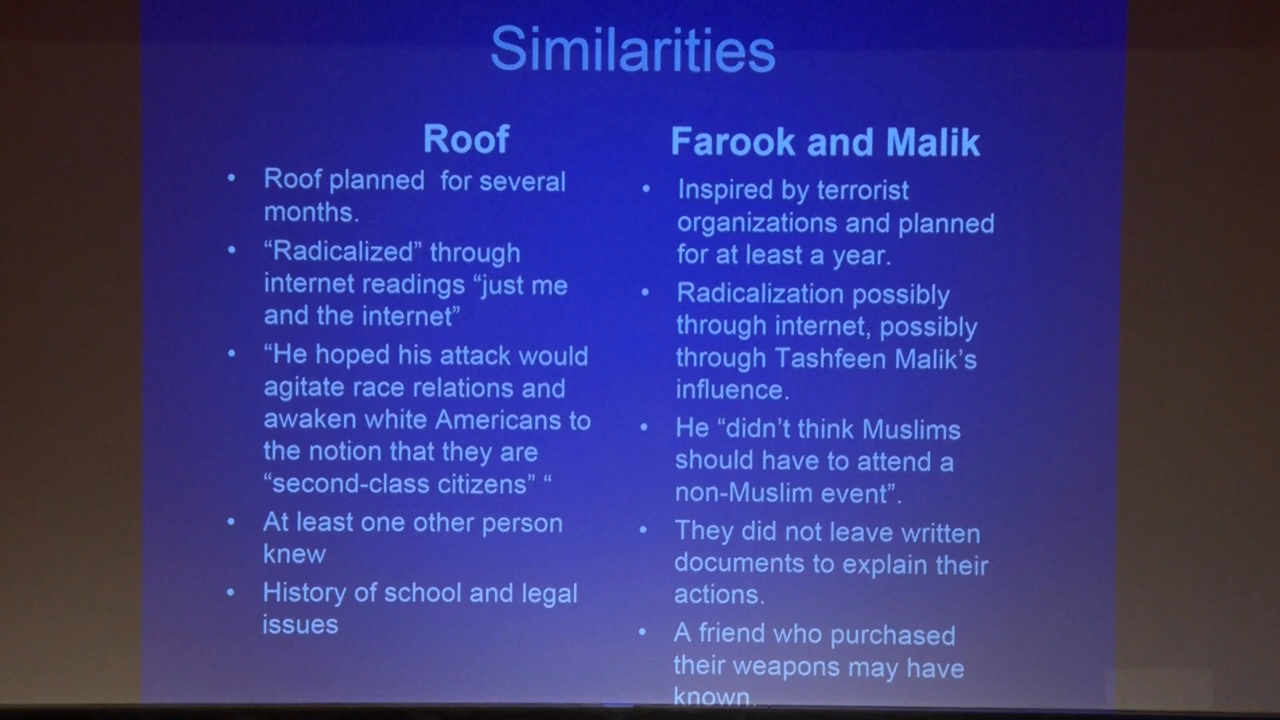 Similarities
Roof
Roof planned  for several
months.
“Radicalized” through
internet readings “just me
and the internet”
“He hoped his attack would
agitate race relations and
awaken white Americans to
the notion that they are
“second-class citizens” “
At least one other person
knew
History of school and legal
issues
Farook and Malik
Inspired by terrorist
organizations and planned
for at least a year.
Radicalization possibly
through internet, possibly
through Tashfeen Malik’s
influence.
He “didn’t think Muslims
should have to attend a
non-Muslim event”.
They did not leave written
documents to explain their
actions.
A friend who purchased
their weapons may have
known.